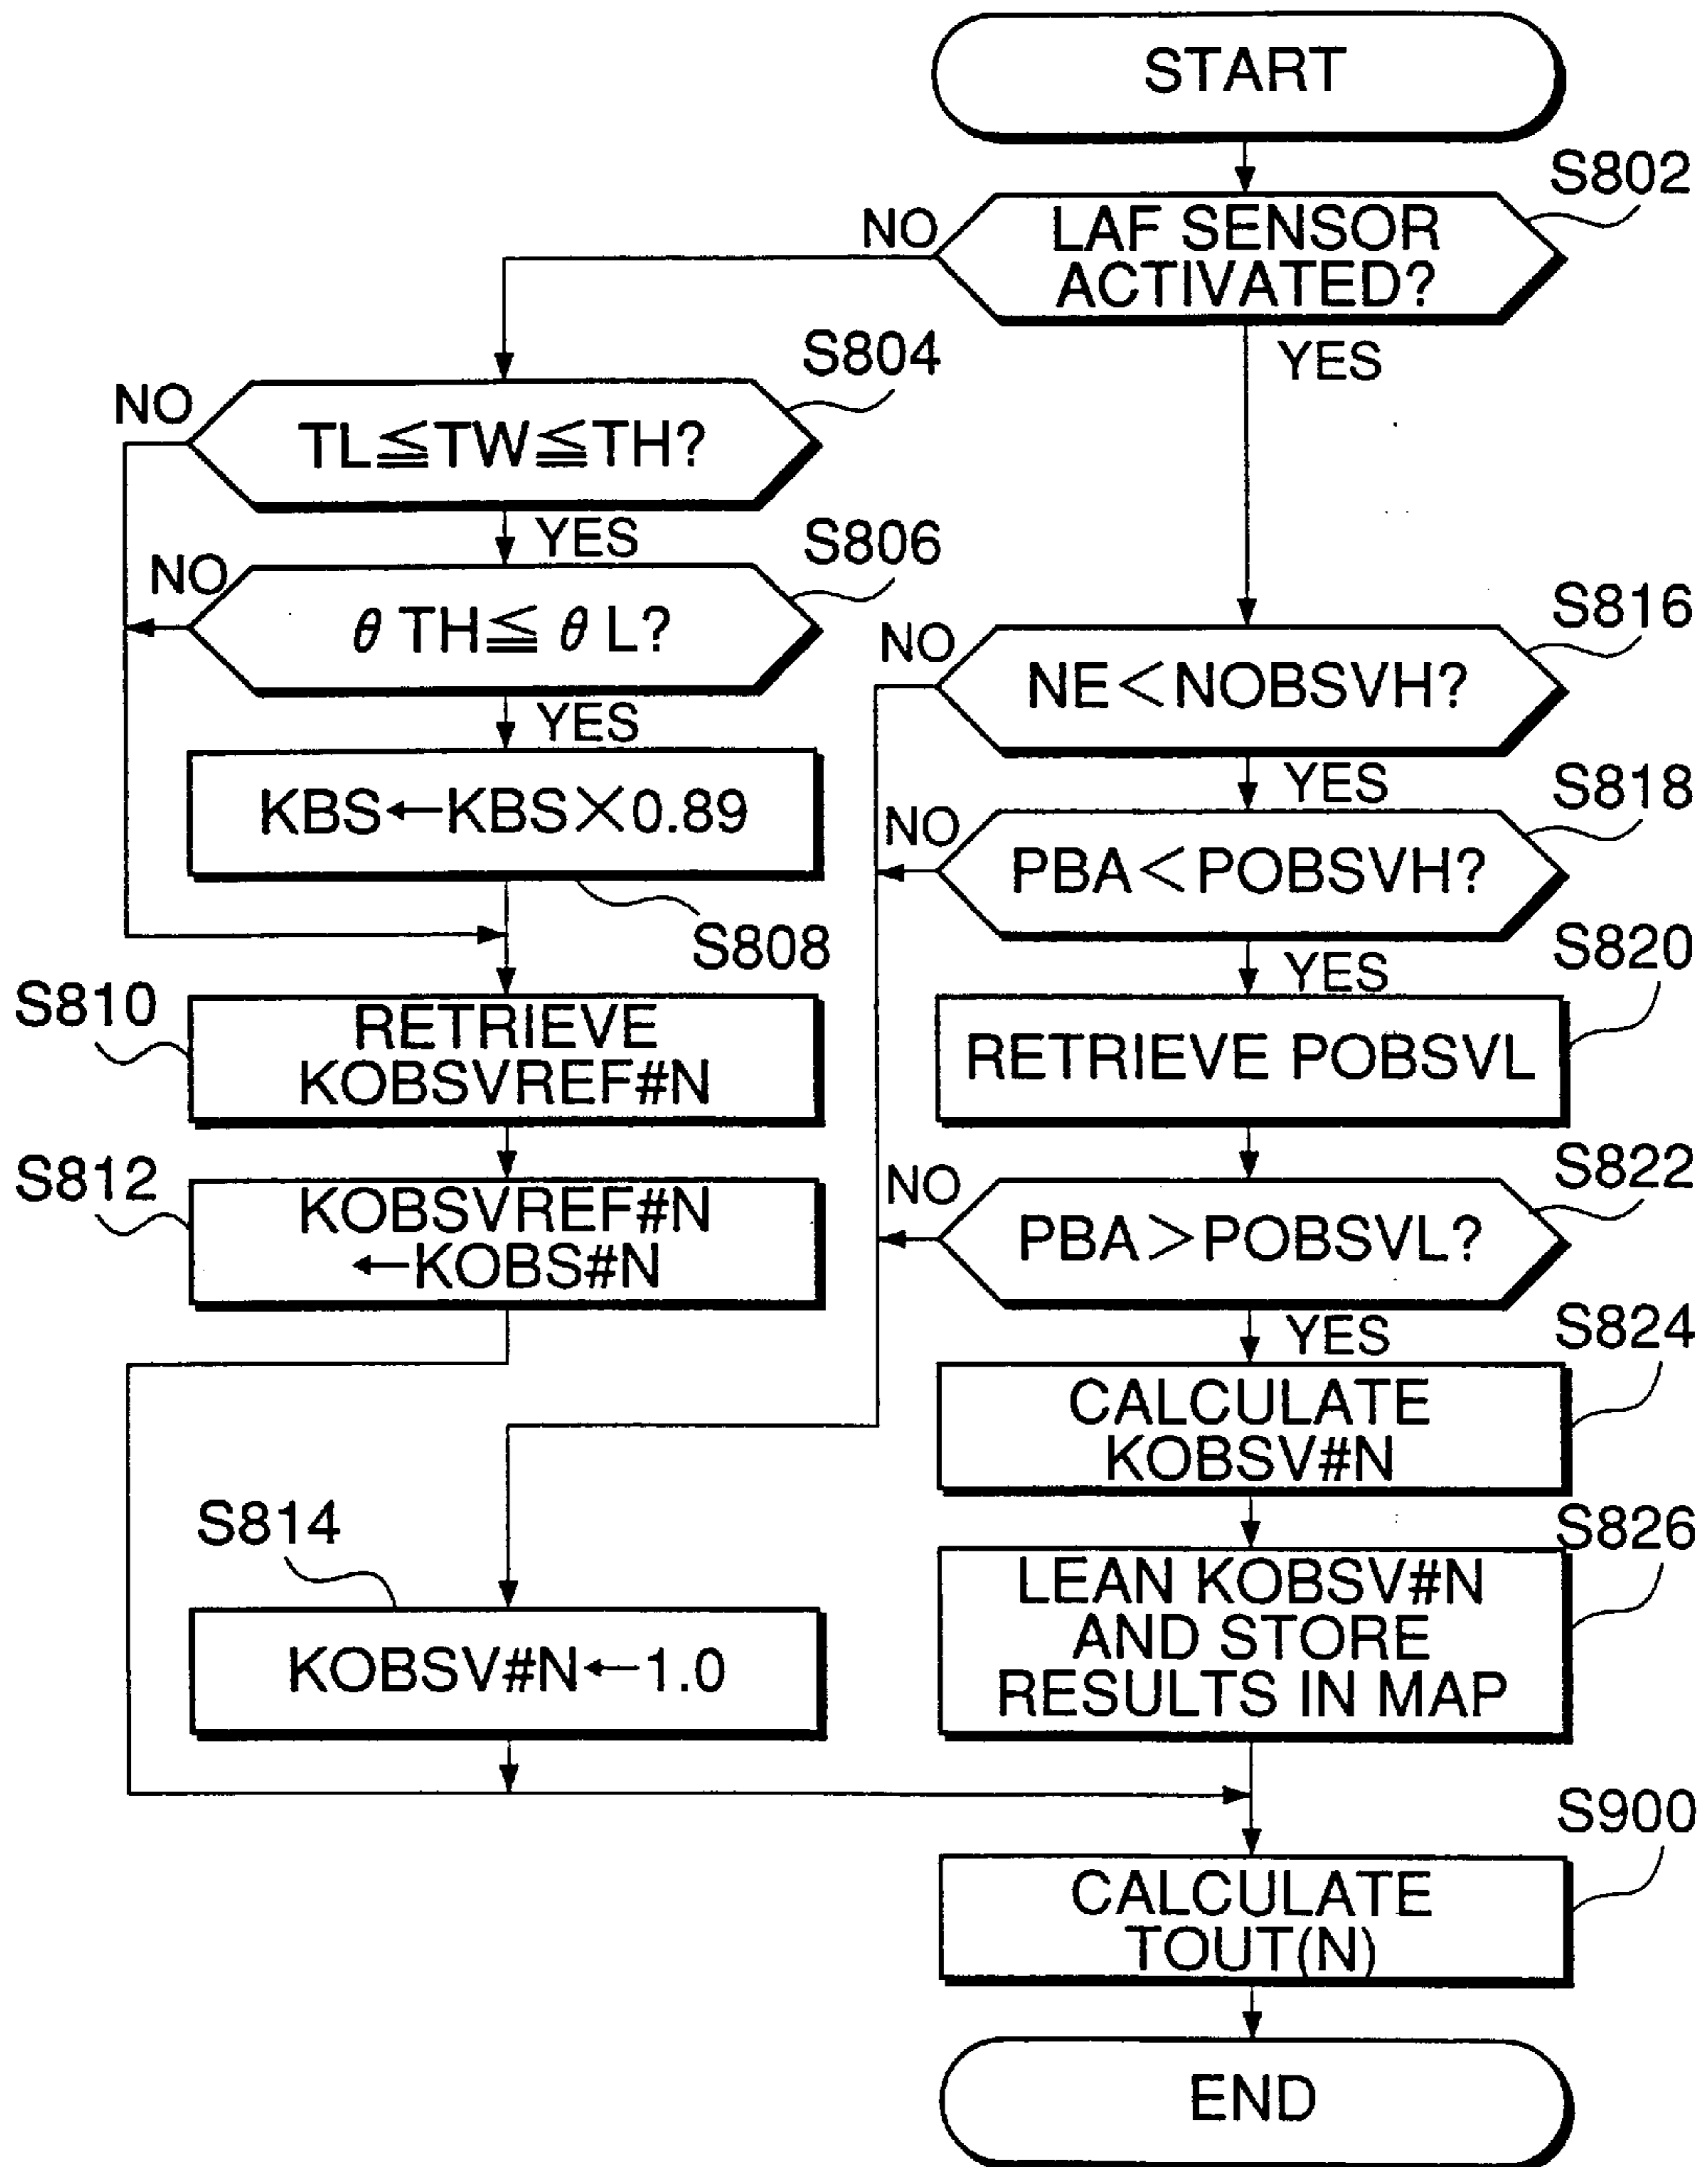 START
S802
NO
LAF SENSOR
ACTIVATED?
YES
S804
NO
TL≦TW≦TH?
YES
S806
NO
θ TH≦ θ L?
YES
KBS←KBS×0.89
S808
S810
RETRIEVE
KOBSVREF#N
S812
KOBSVREF#N
←KOBS#N
S814
KOBSV#N←1.0
S816
NO
NE<NOBSVH?
YES
S818
NO
PBA<POBSVH?
YES
S820
RETRIEVE POBSVL
S822
NO
PBA>POBSVL?
YES
S824
CALCULATE
KOBSV#N
S826
LEAN KOBSV#N
AND STORE
RESULTS IN MAP
S900
CALCULATE
TOUT(N)
END